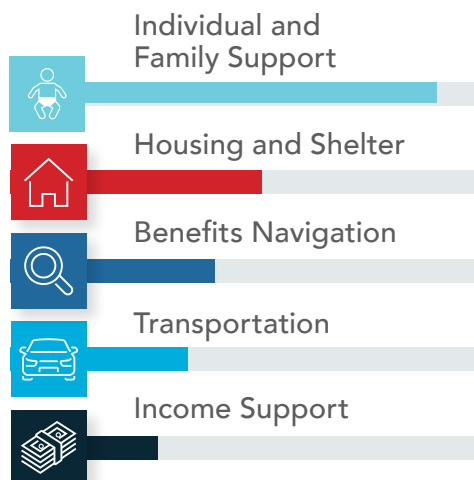 Individual and
Family Support
Housing and Shelter
Benefits Navigation
Transportation
Income Support